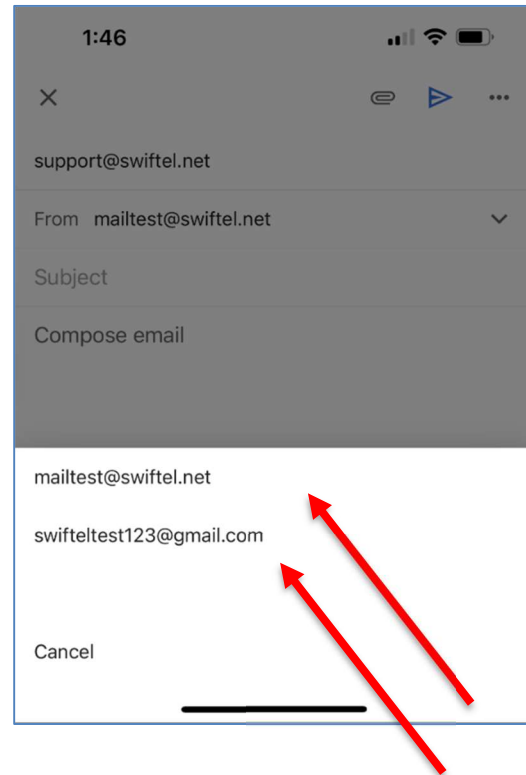 1:46
support@swiftel.net
From mailtest@swiftel.net
Subject
Compose email
mailtest@swiftel.net
swifteltest123@gmail.com
Cancel